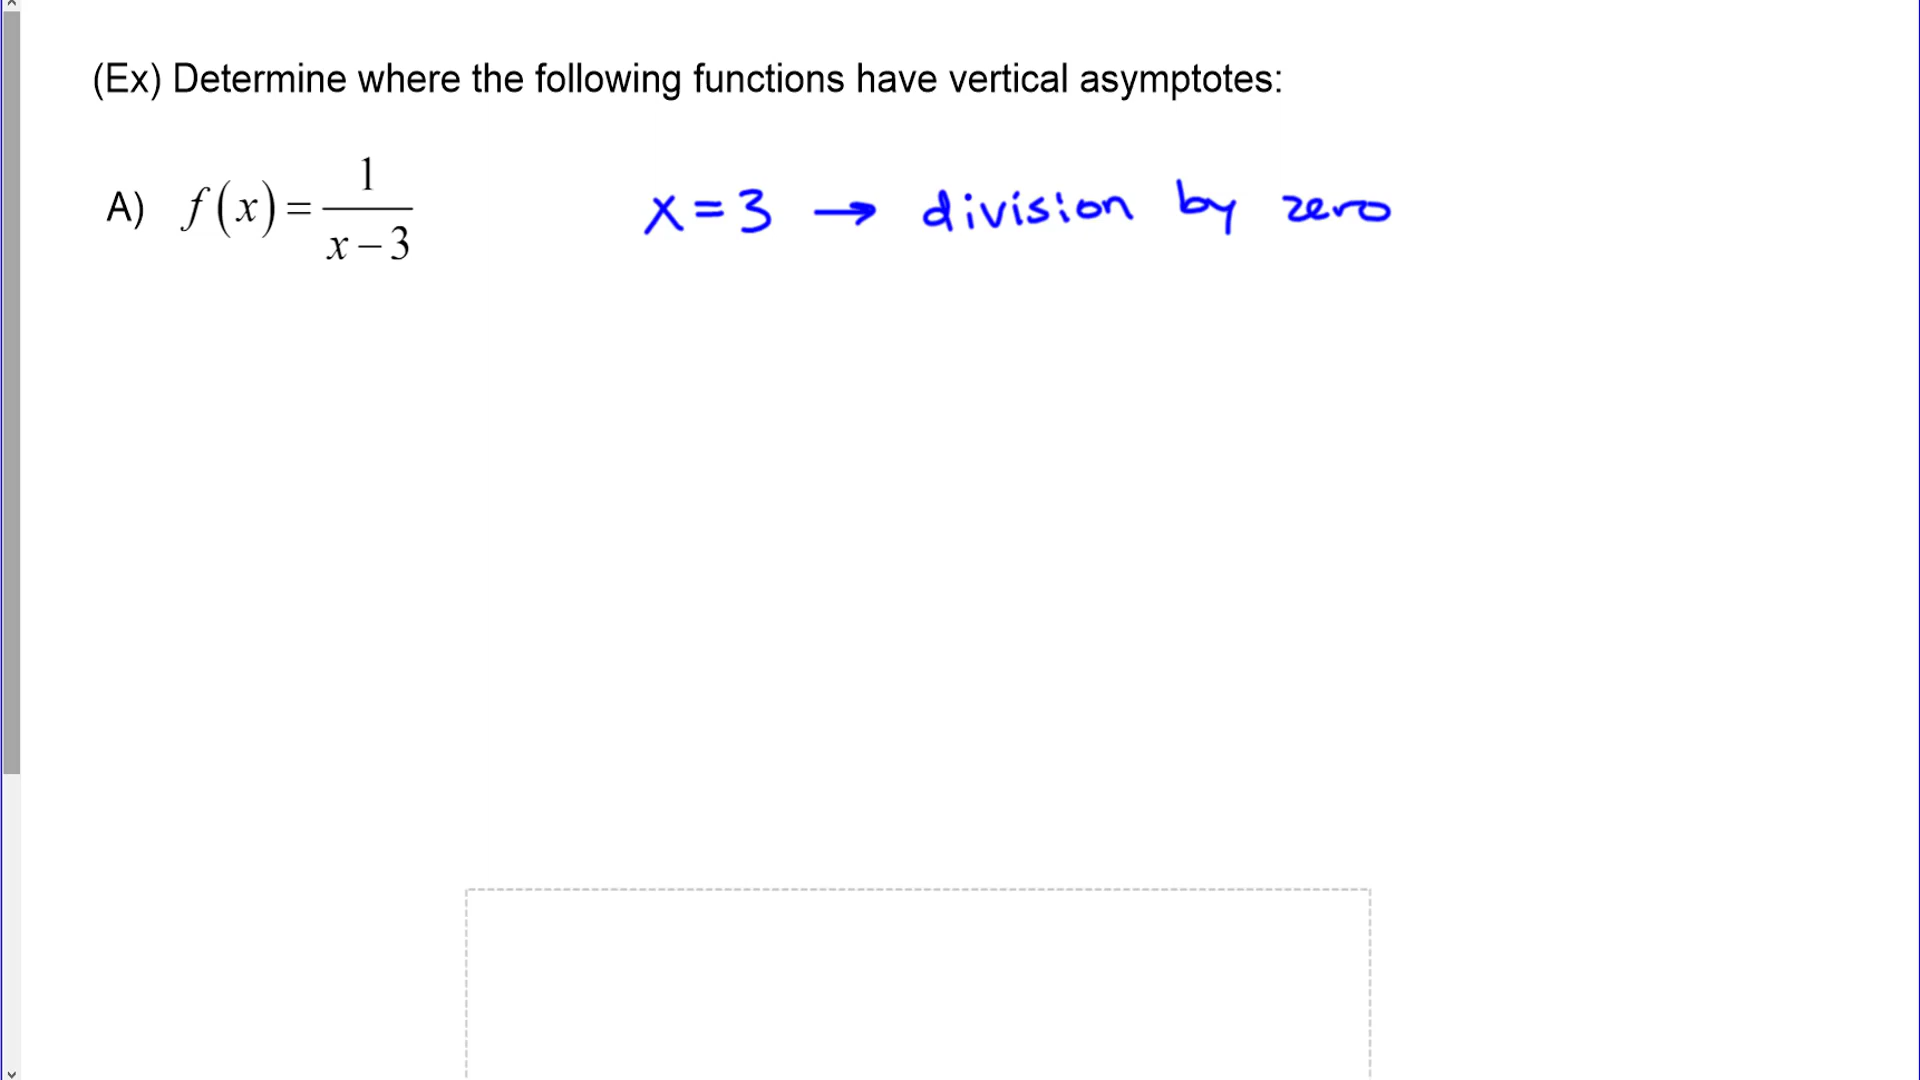 (Ex) Determine where the following functions have vertical asymptotes:
A) f(x) = 1/(x − 3) x = 3 → division by zero